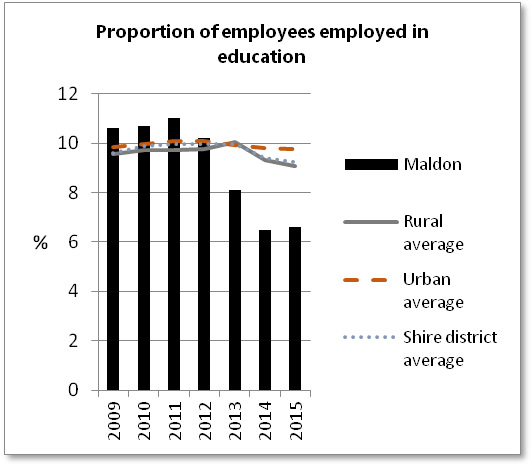 Proportion of employees employed in
education
12
10
8
6
4
2
0
%
2009
2010
2011
2012
2013
2014
2015
Maldon
Rural
average
Urban
average
Shire district
average